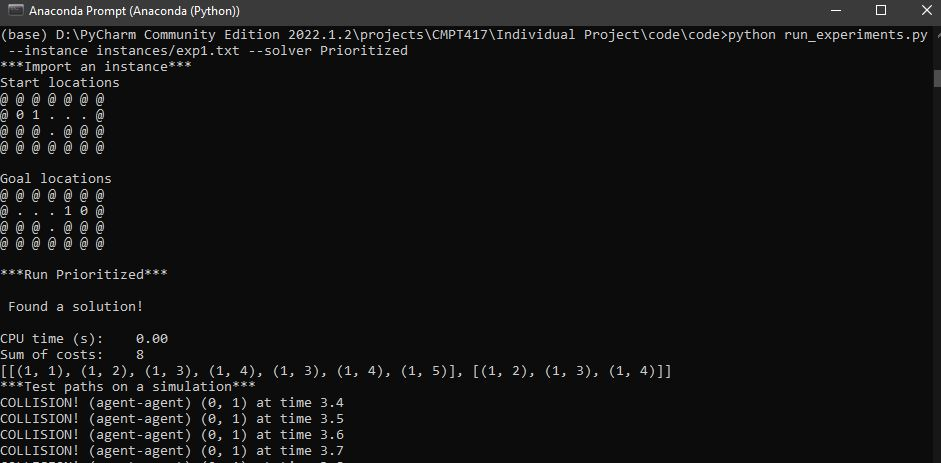 Anaconda Prompt (Anaconda (Python))
(base) D:\PyCharm Community Edition 2022.1.2\projects\CMPT417\Individual Project\code\code>python run_experiments.py
--instance instances/exp1.txt --solver Prioritized
***Import an instance***
Start locations
@ @ @ @ @ @ @
@ 0 1 . . . @
@ @ @ . @ @ @
@ @ @ @ @ @ @
Goal locations
@ @ @ @ @ @ @
@ . . . 1 0 @
@ @ @ . @ @ @
@ @ @ @ @ @ @
***Run Prioritized***
Found a solution!
CPU time (s):    0.00
Sum of costs:    8
[[(1, 1), (1, 2), (1, 3), (1, 4), (1, 3), (1, 4), (1, 5)], [(1, 2), (1, 3), (1, 4)]]
***Test paths on a simulation***
COLLISION! (agent-agent) (0, 1) at time 3.4
COLLISION! (agent-agent) (0, 1) at time 3.5
COLLISION! (agent-agent) (0, 1) at time 3.6
COLLISION! (agent-agent) (0, 1) at time 3.7